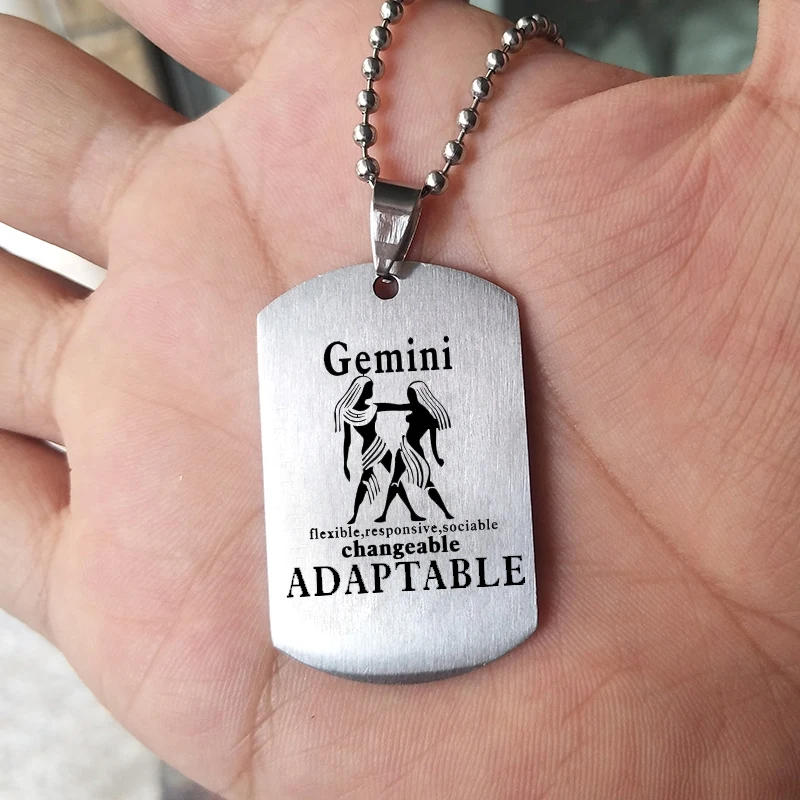 Gemini
flexible,responsive,sociable
changeable
ADAPTABLE